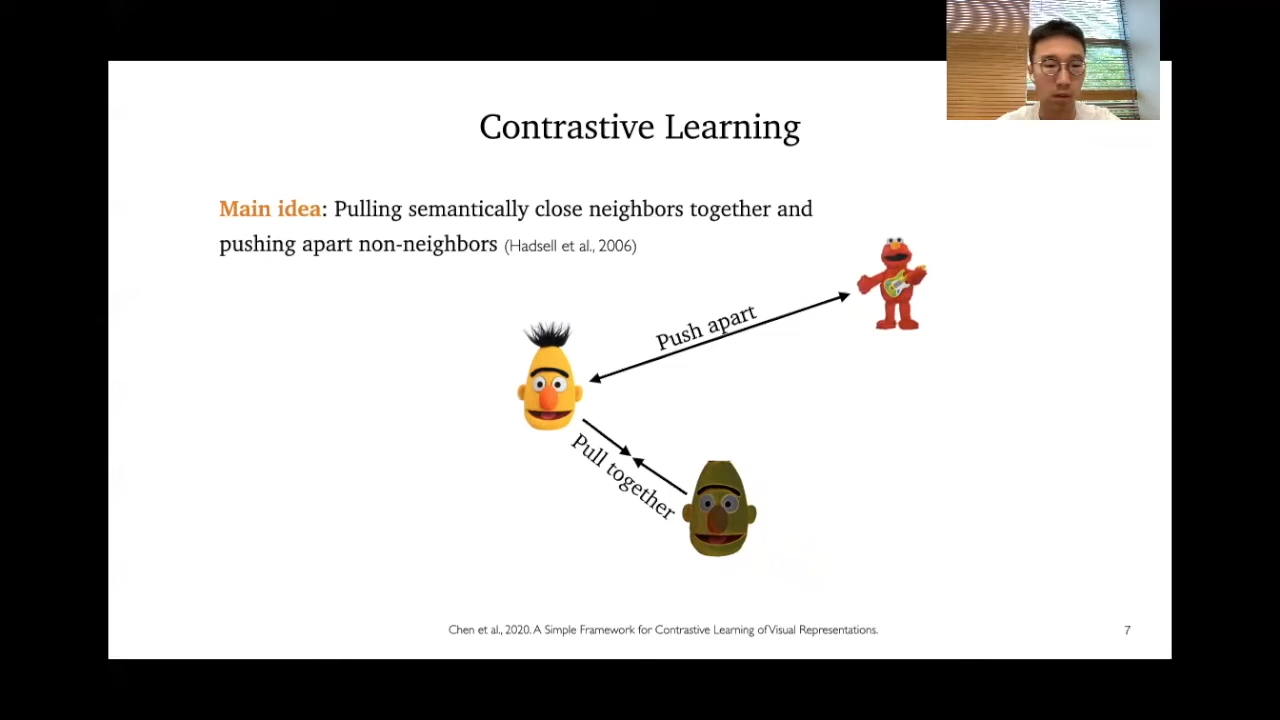 Contrastive Learning
Main idea: Pulling semantically close neighbors together and
pushing apart non-neighbors (Hadsell et al., 2006)
Push apart
Pull together
Chen et al., 2020. A Simple Framework for Contrastive Learning of Visual Representations.
7